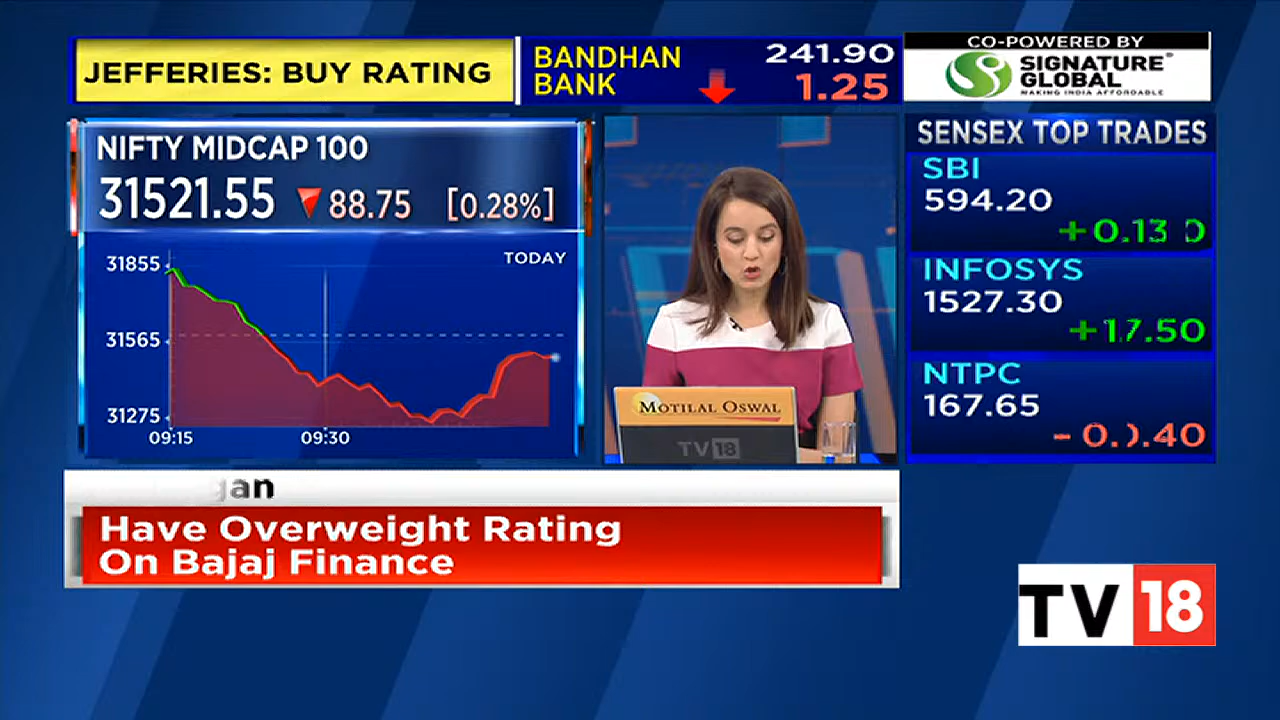 JEFFERIES: BUY RATING
BANDHAN
BANK
241.90
1.25
CO-POWERED BY
SIGNATURE
GLOBAL
MAKING INDIA AFFORDABLE
NIFTY MIDCAP 100
31521.55 ▼ 88.75 [0.28%]
TODAY
31855
31565
31275
09:15 09:30
MOTILAL OSWAL
TV18
SENSEX TOP TRADES
SBI
594.20
INFOSYS
1527.30
NTPC
167.65
Have Overweight Rating
On Bajaj Finance
TV18